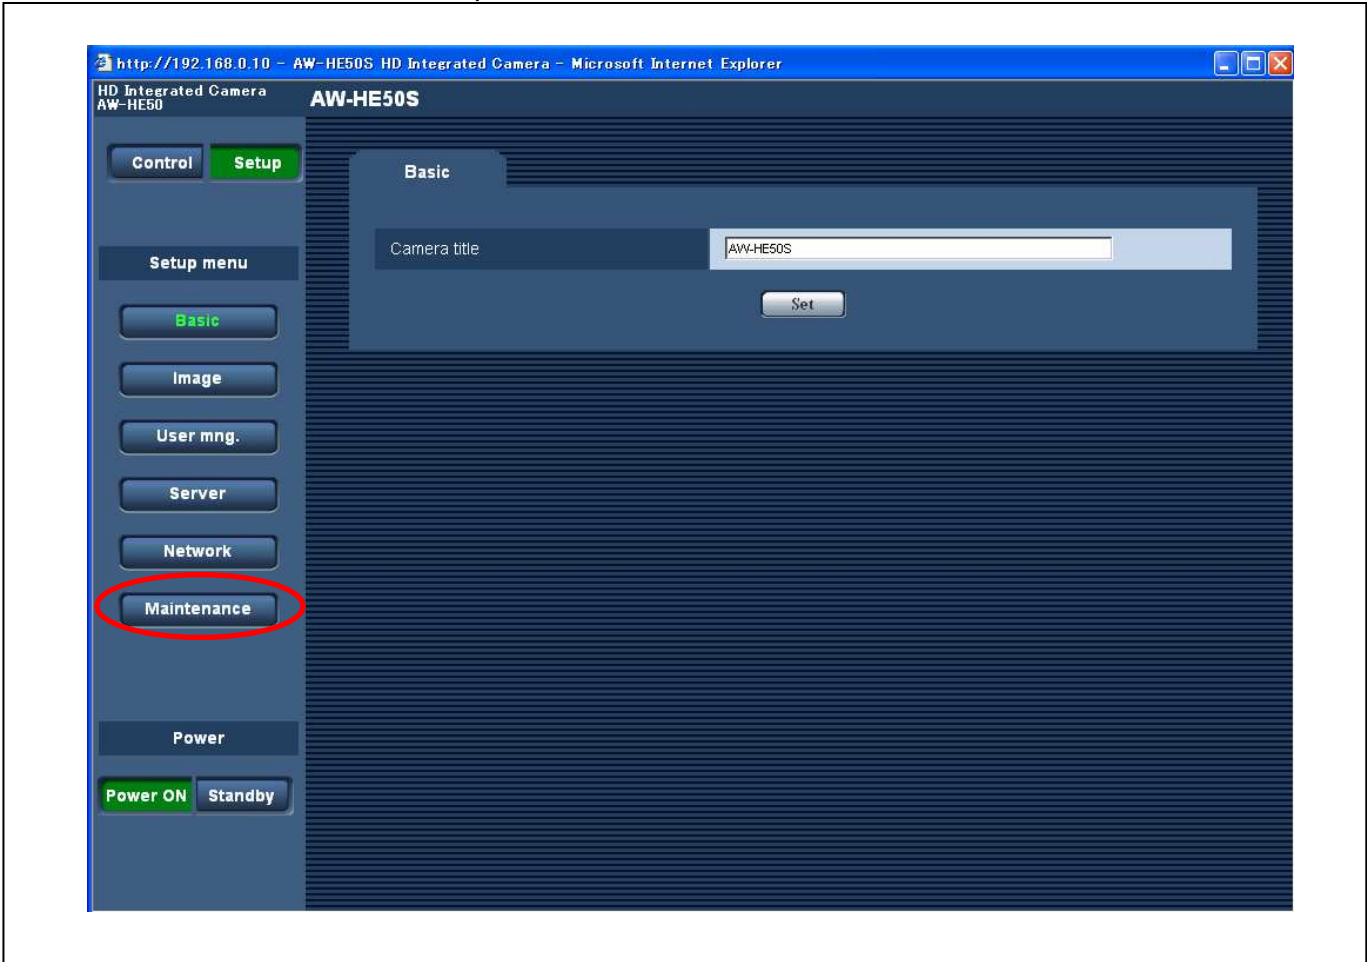 http://192.168.0.10 - AW-HE50S HD Integrated Camera - Microsoft Internet Explorer
HD Integrated Camera
AW-HE50
AW-HE50S
Control Setup
Basic
Camera title AW-HE50S
Set
Setup menu
Basic
Image
User mng.
Server
Network
Maintenance
Power
Power ON Standby